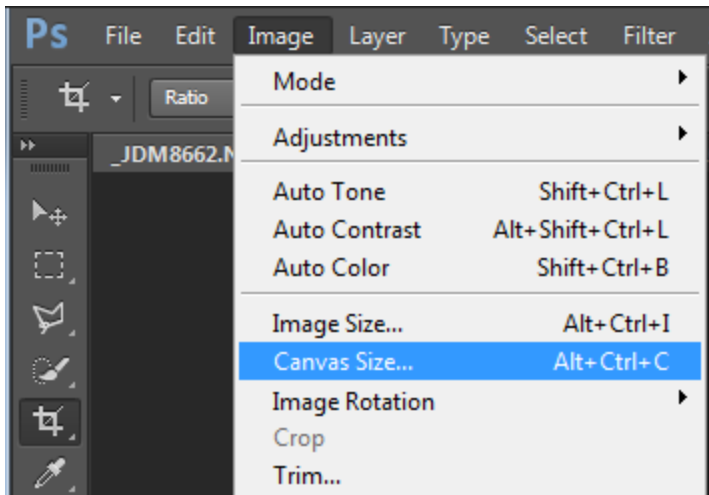 Ps File Edit Image Layer Type Select Filter
Ratio
Mode
_JDM8662.N
Adjustments
Auto Tone Shift+Ctrl+L
Auto Contrast Alt+Shift+Ctrl+L
Auto Color Shift+Ctrl+B
Image Size... Alt+Ctrl+I
Canvas Size... Alt+Ctrl+C
Image Rotation
Crop
Trim...